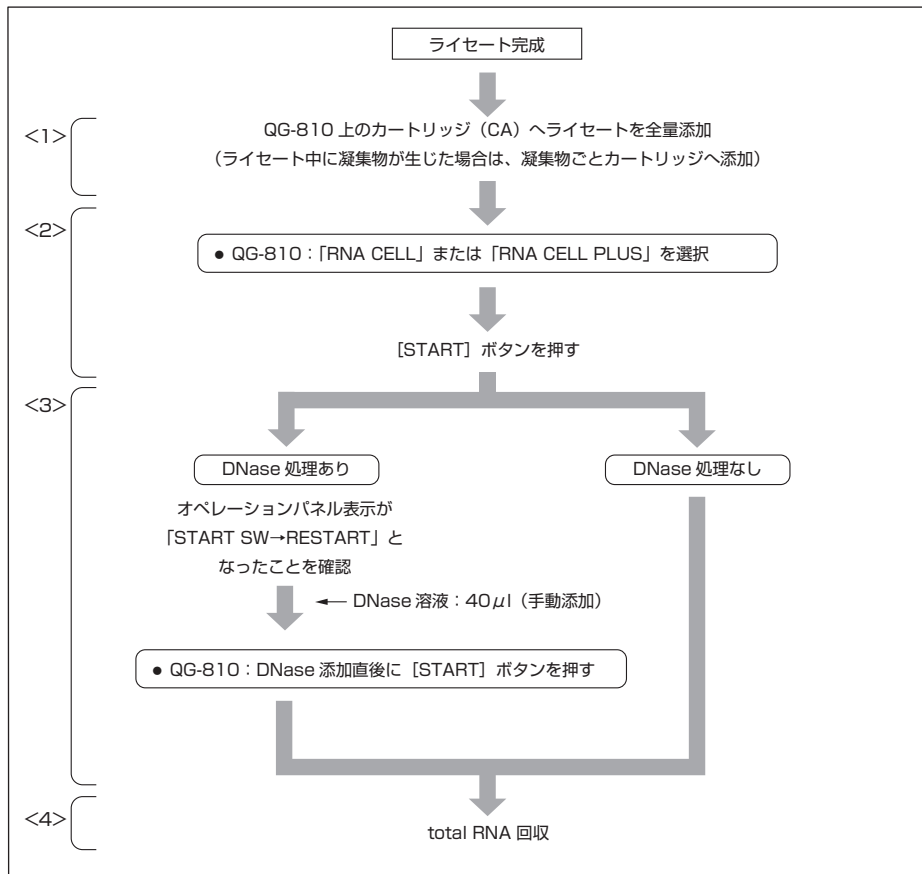 ライセート完成
<1>
QG-810 上のカートリッジ（CA）へライセートを全量添加
（ライセート中に凝集物が生じた場合は、凝集物ごとカートリッジへ添加）
<2>
● QG-810：「RNA CELL」または「RNA CELL PLUS」を選択
［START］ボタンを押す
<3>
DNase 処理あり
DNase 処理なし
オペレーションパネル表示が
「START SW→RESTART」と
なったことを確認
← DNase 溶液：40μl（手動添加）
● QG-810：DNase 添加直後に［START］ボタンを押す
<4>
total RNA 回収